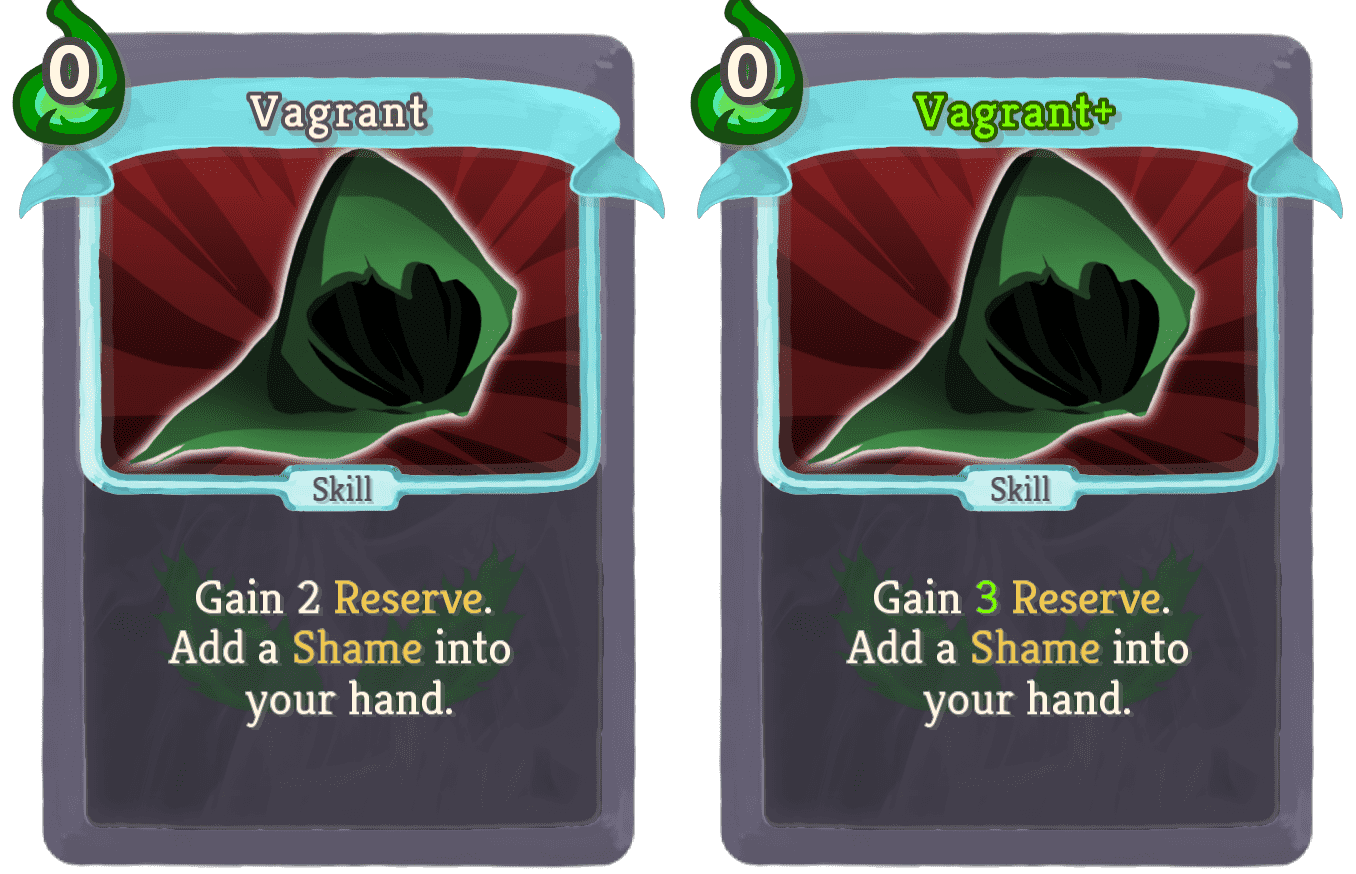 0
Vagrant
Skill
Gain 2 Reserve.
Add a Shame into
your hand.
0
Vagrant+
Skill
Gain 3 Reserve.
Add a Shame into
your hand.